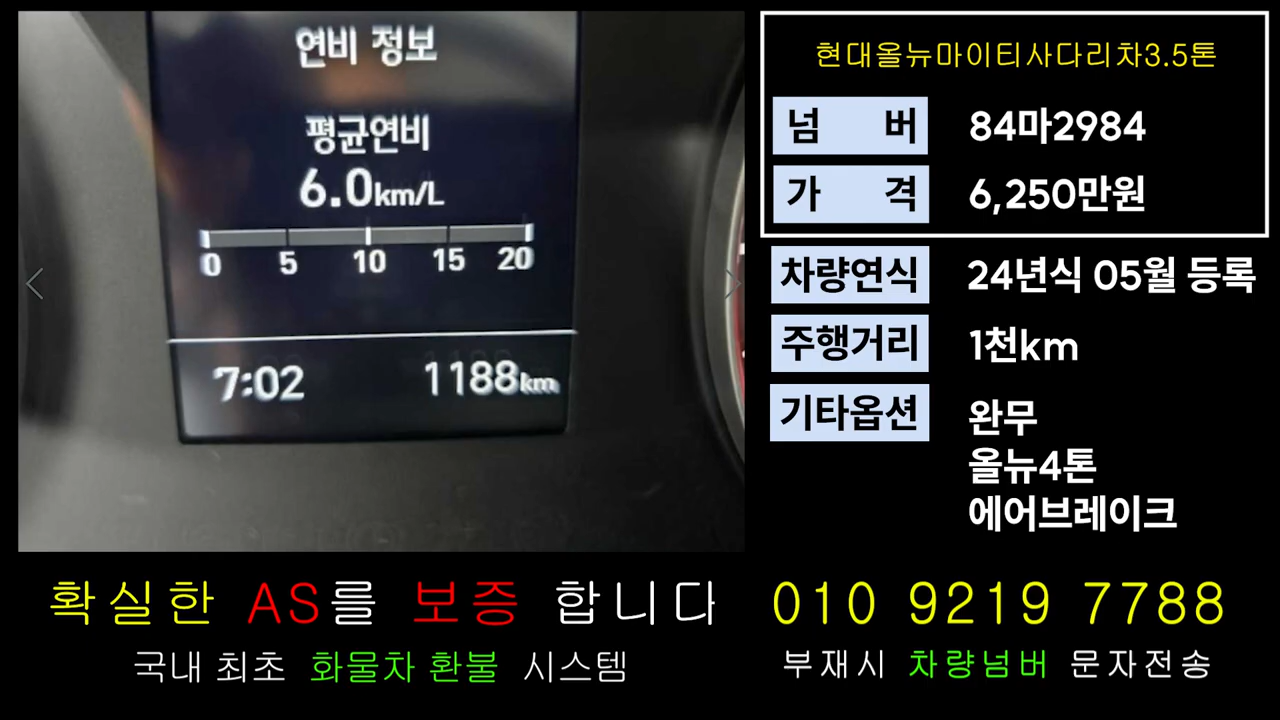 연비 정보
평균연비
6.0km/L
0 5 10 15 20
7:02 1188km
현대올뉴마이티사다리차3.5톤
넘 버 84마2984
가 격 6,250만원
차량연식 24년식 05월 등록
주행거리 1천km
기타옵션 완무
올뉴4톤
에어브레이크
확실한 AS를 보증 합니다 010 9219 7788
국내 최초 화물차 환불 시스템 부재시 차량넘버 문자전송